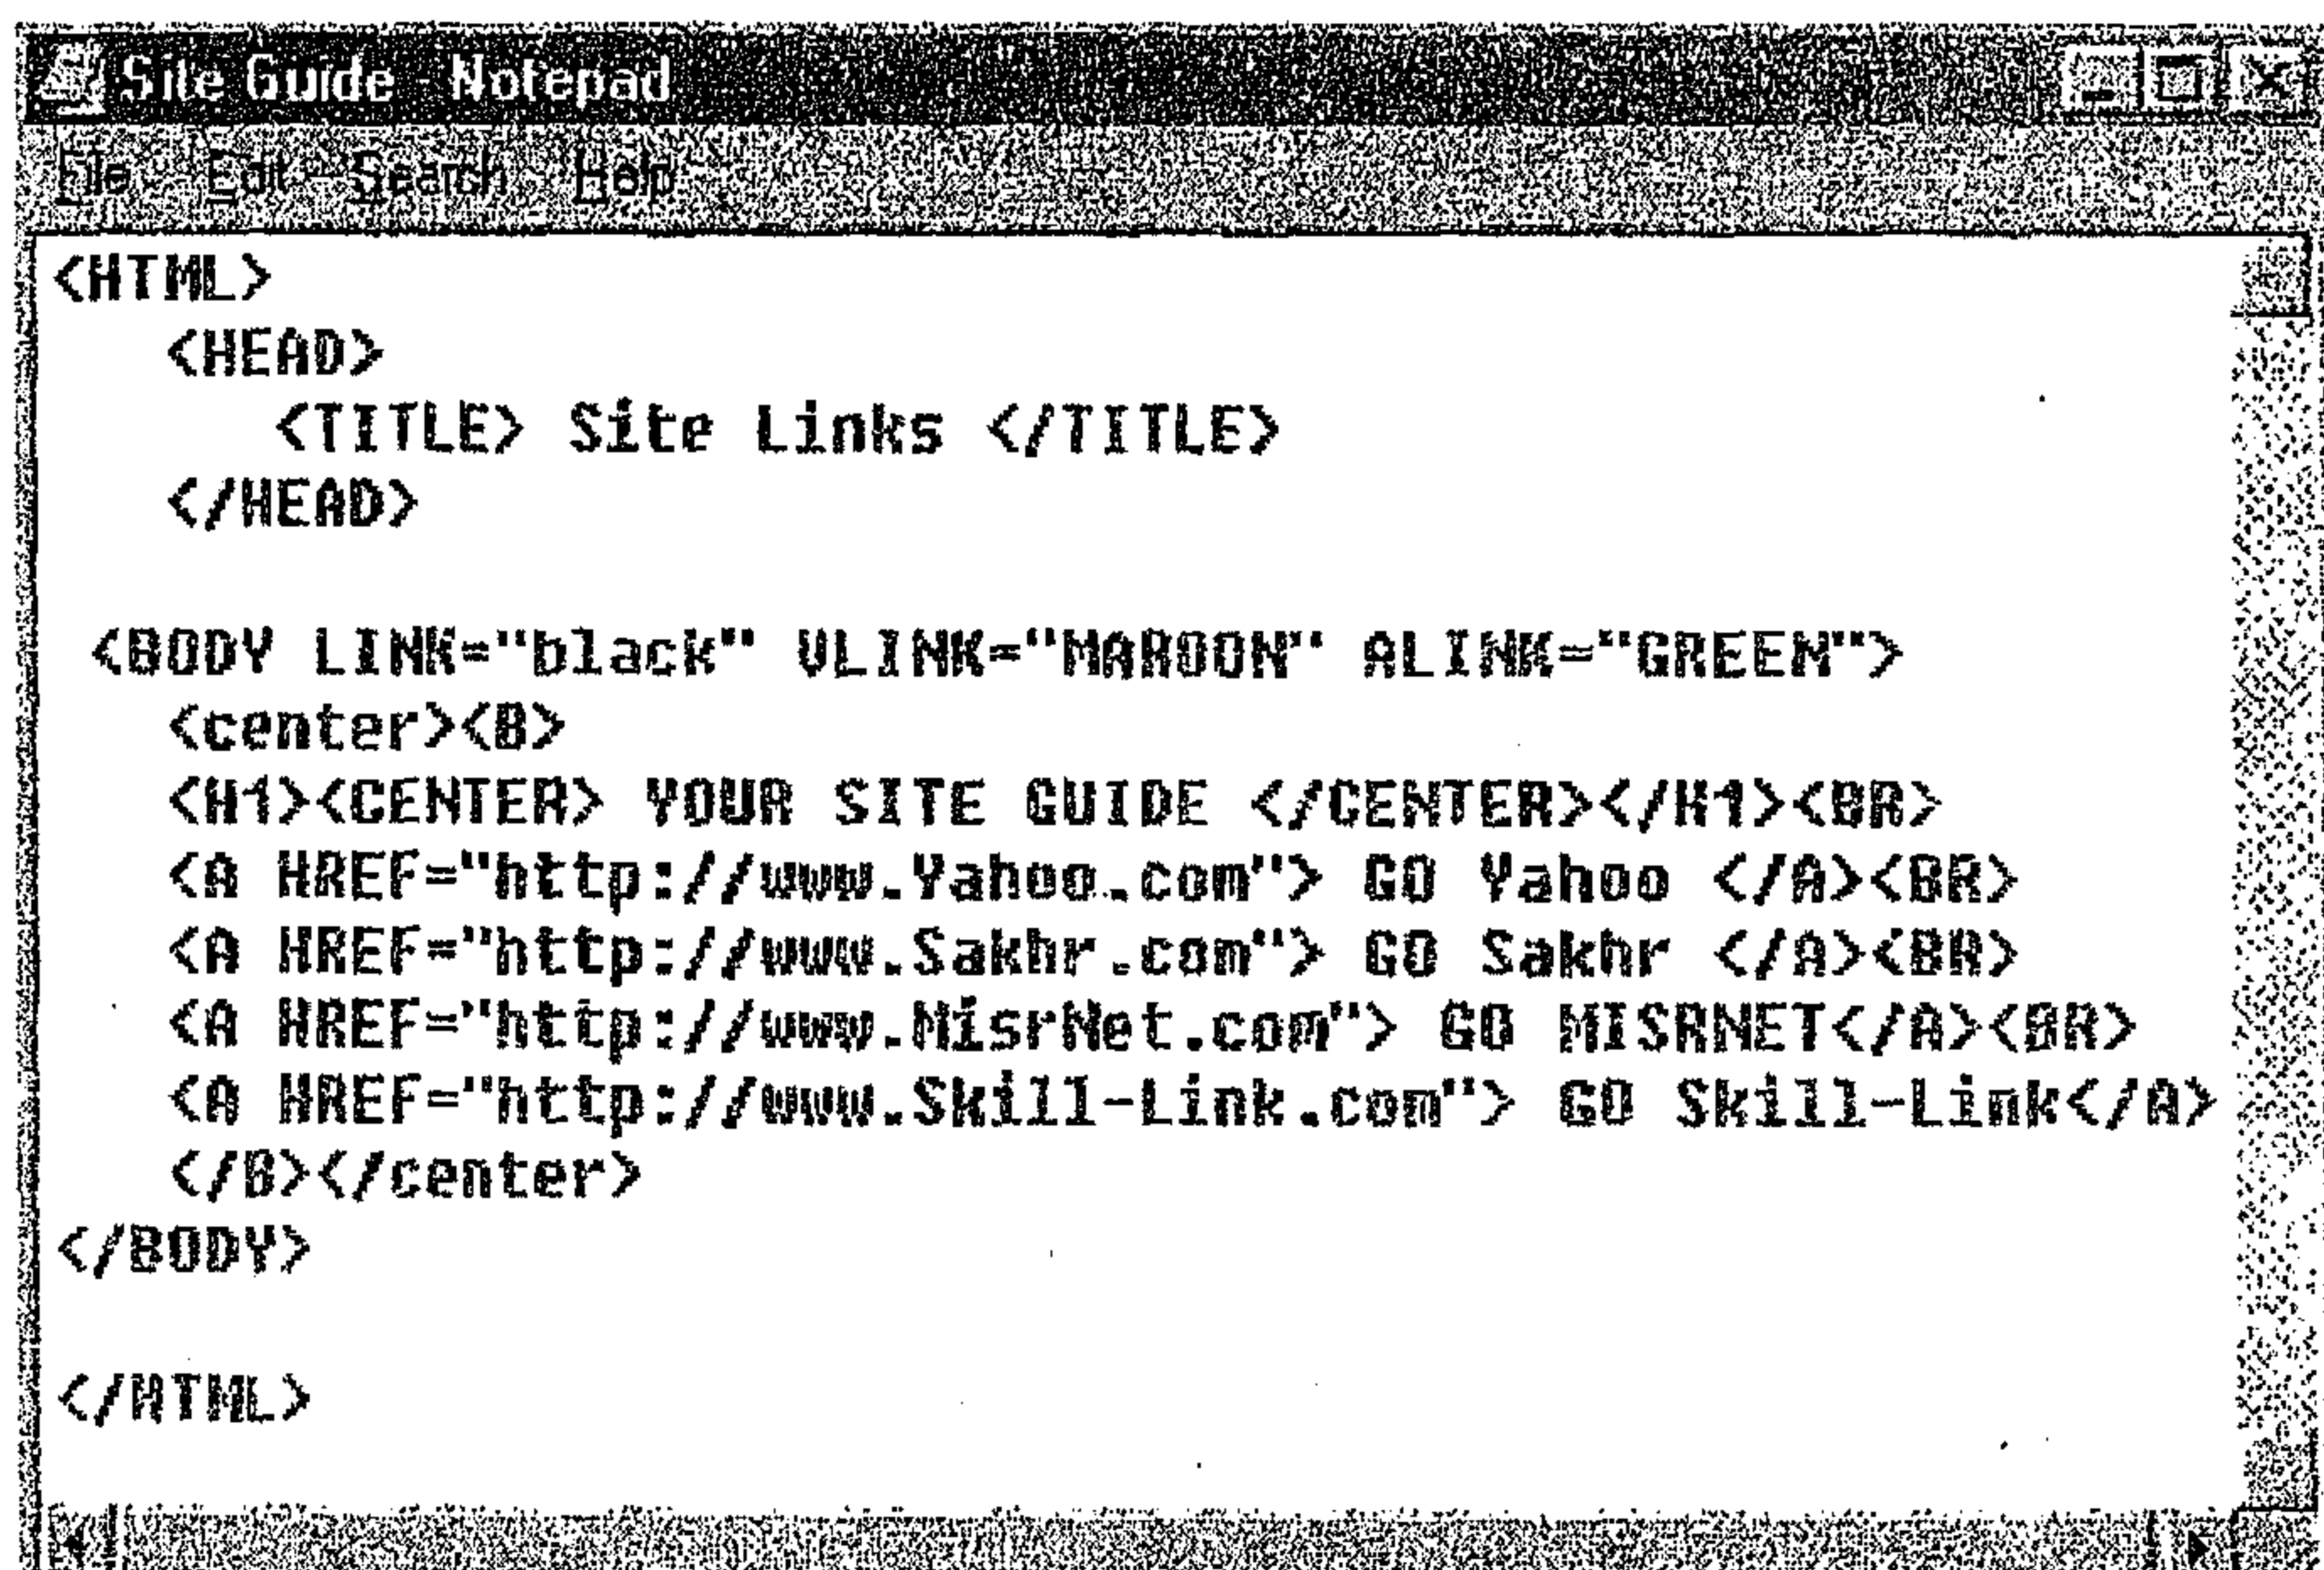 Site Guide - Notepad
File Edit Search Help
<HTML>
<HEAD>
<TITLE> Site Links </TITLE>
</HEAD>
<BODY LINK="black" VLINK="MAROON" ALINK="GREEN">
<center><B>
<H1><CENTER> YOUR SITE GUIDE </CENTER></H1><BR>
<A HREF="http://www.Yahoo.com"> GO Yahoo </A><BR>
<A HREF="http://www.Sakhr.com"> GO Sakhr </A><BR>
<A HREF="http://www.MisrNet.com"> GO MISRNET</A><BR>
<A HREF="http://www.Skill-Link.com"> GO Skill-Link</A>
</B></center>
</BODY>
</HTML>